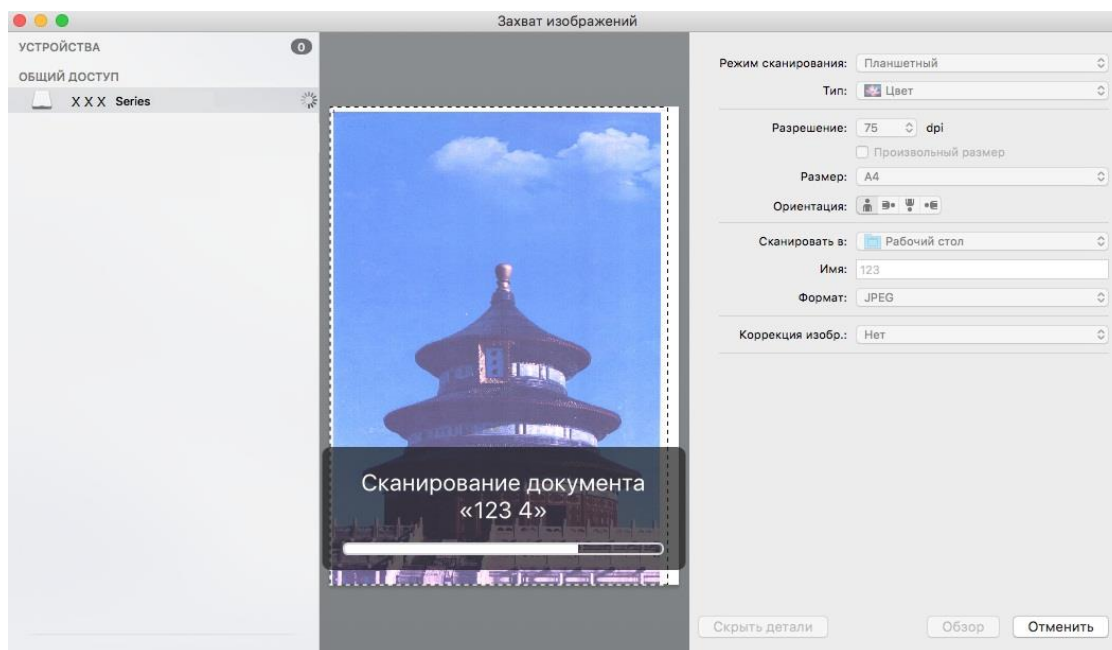 Захват изображений
УСТРОЙСТВА 0
ОБЩИЙ ДОСТУП
X X X Series
Сканирование документа
«123 4»
Режим сканирования: Планшетный
Тип: Цвет
Разрешение: 75 dpi
Произвольный размер
Размер: A4
Ориентация:
Сканировать в: Рабочий стол
Имя: 123
Формат: JPEG
Коррекция изобр.: Нет
Скрыть детали Обзор Отменить